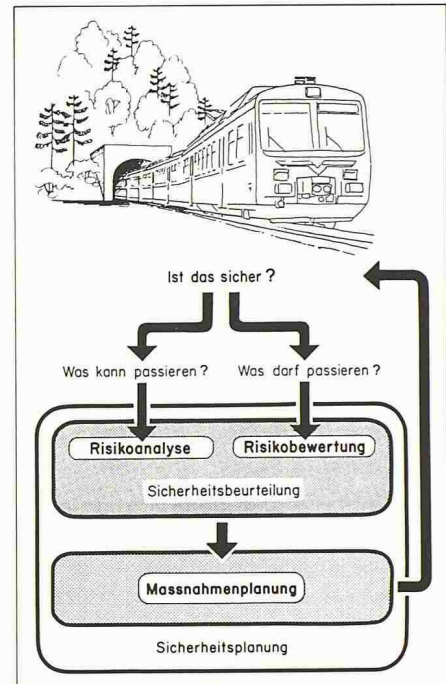 Ist das sicher?
Was kann passieren? Was darf passieren?
Risikoanalyse Risikobewertung
Sicherheitsbeurteilung
Massnahmenplanung
Sicherheitsplanung